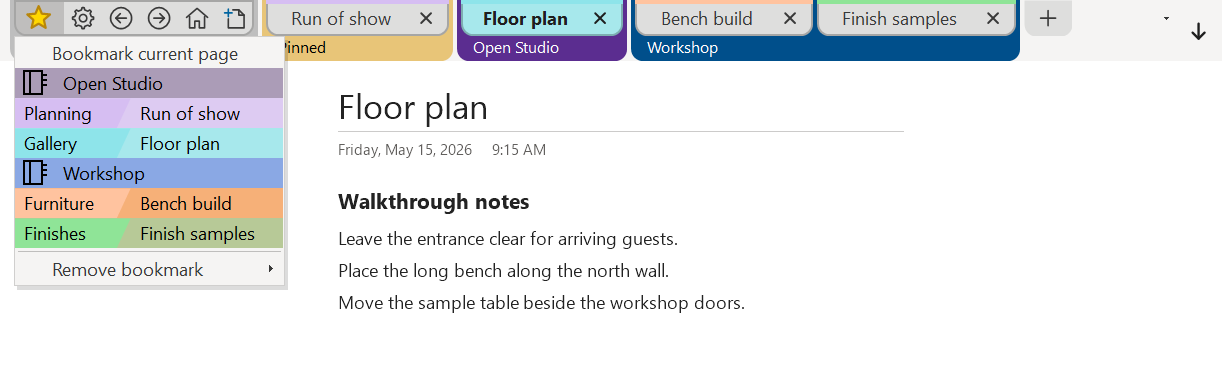 Run of show
Floor plan
Bench build
Finish samples
Open Studio
Workshop
Bookmark current page
Open Studio
Planning Run of show
Gallery Floor plan
Workshop
Furniture Bench build
Finishes Finish samples
Remove bookmark
Floor plan
Friday, May 15, 2026 9:15 AM
Walkthrough notes
Leave the entrance clear for arriving guests.
Place the long bench along the north wall.
Move the sample table beside the workshop doors.